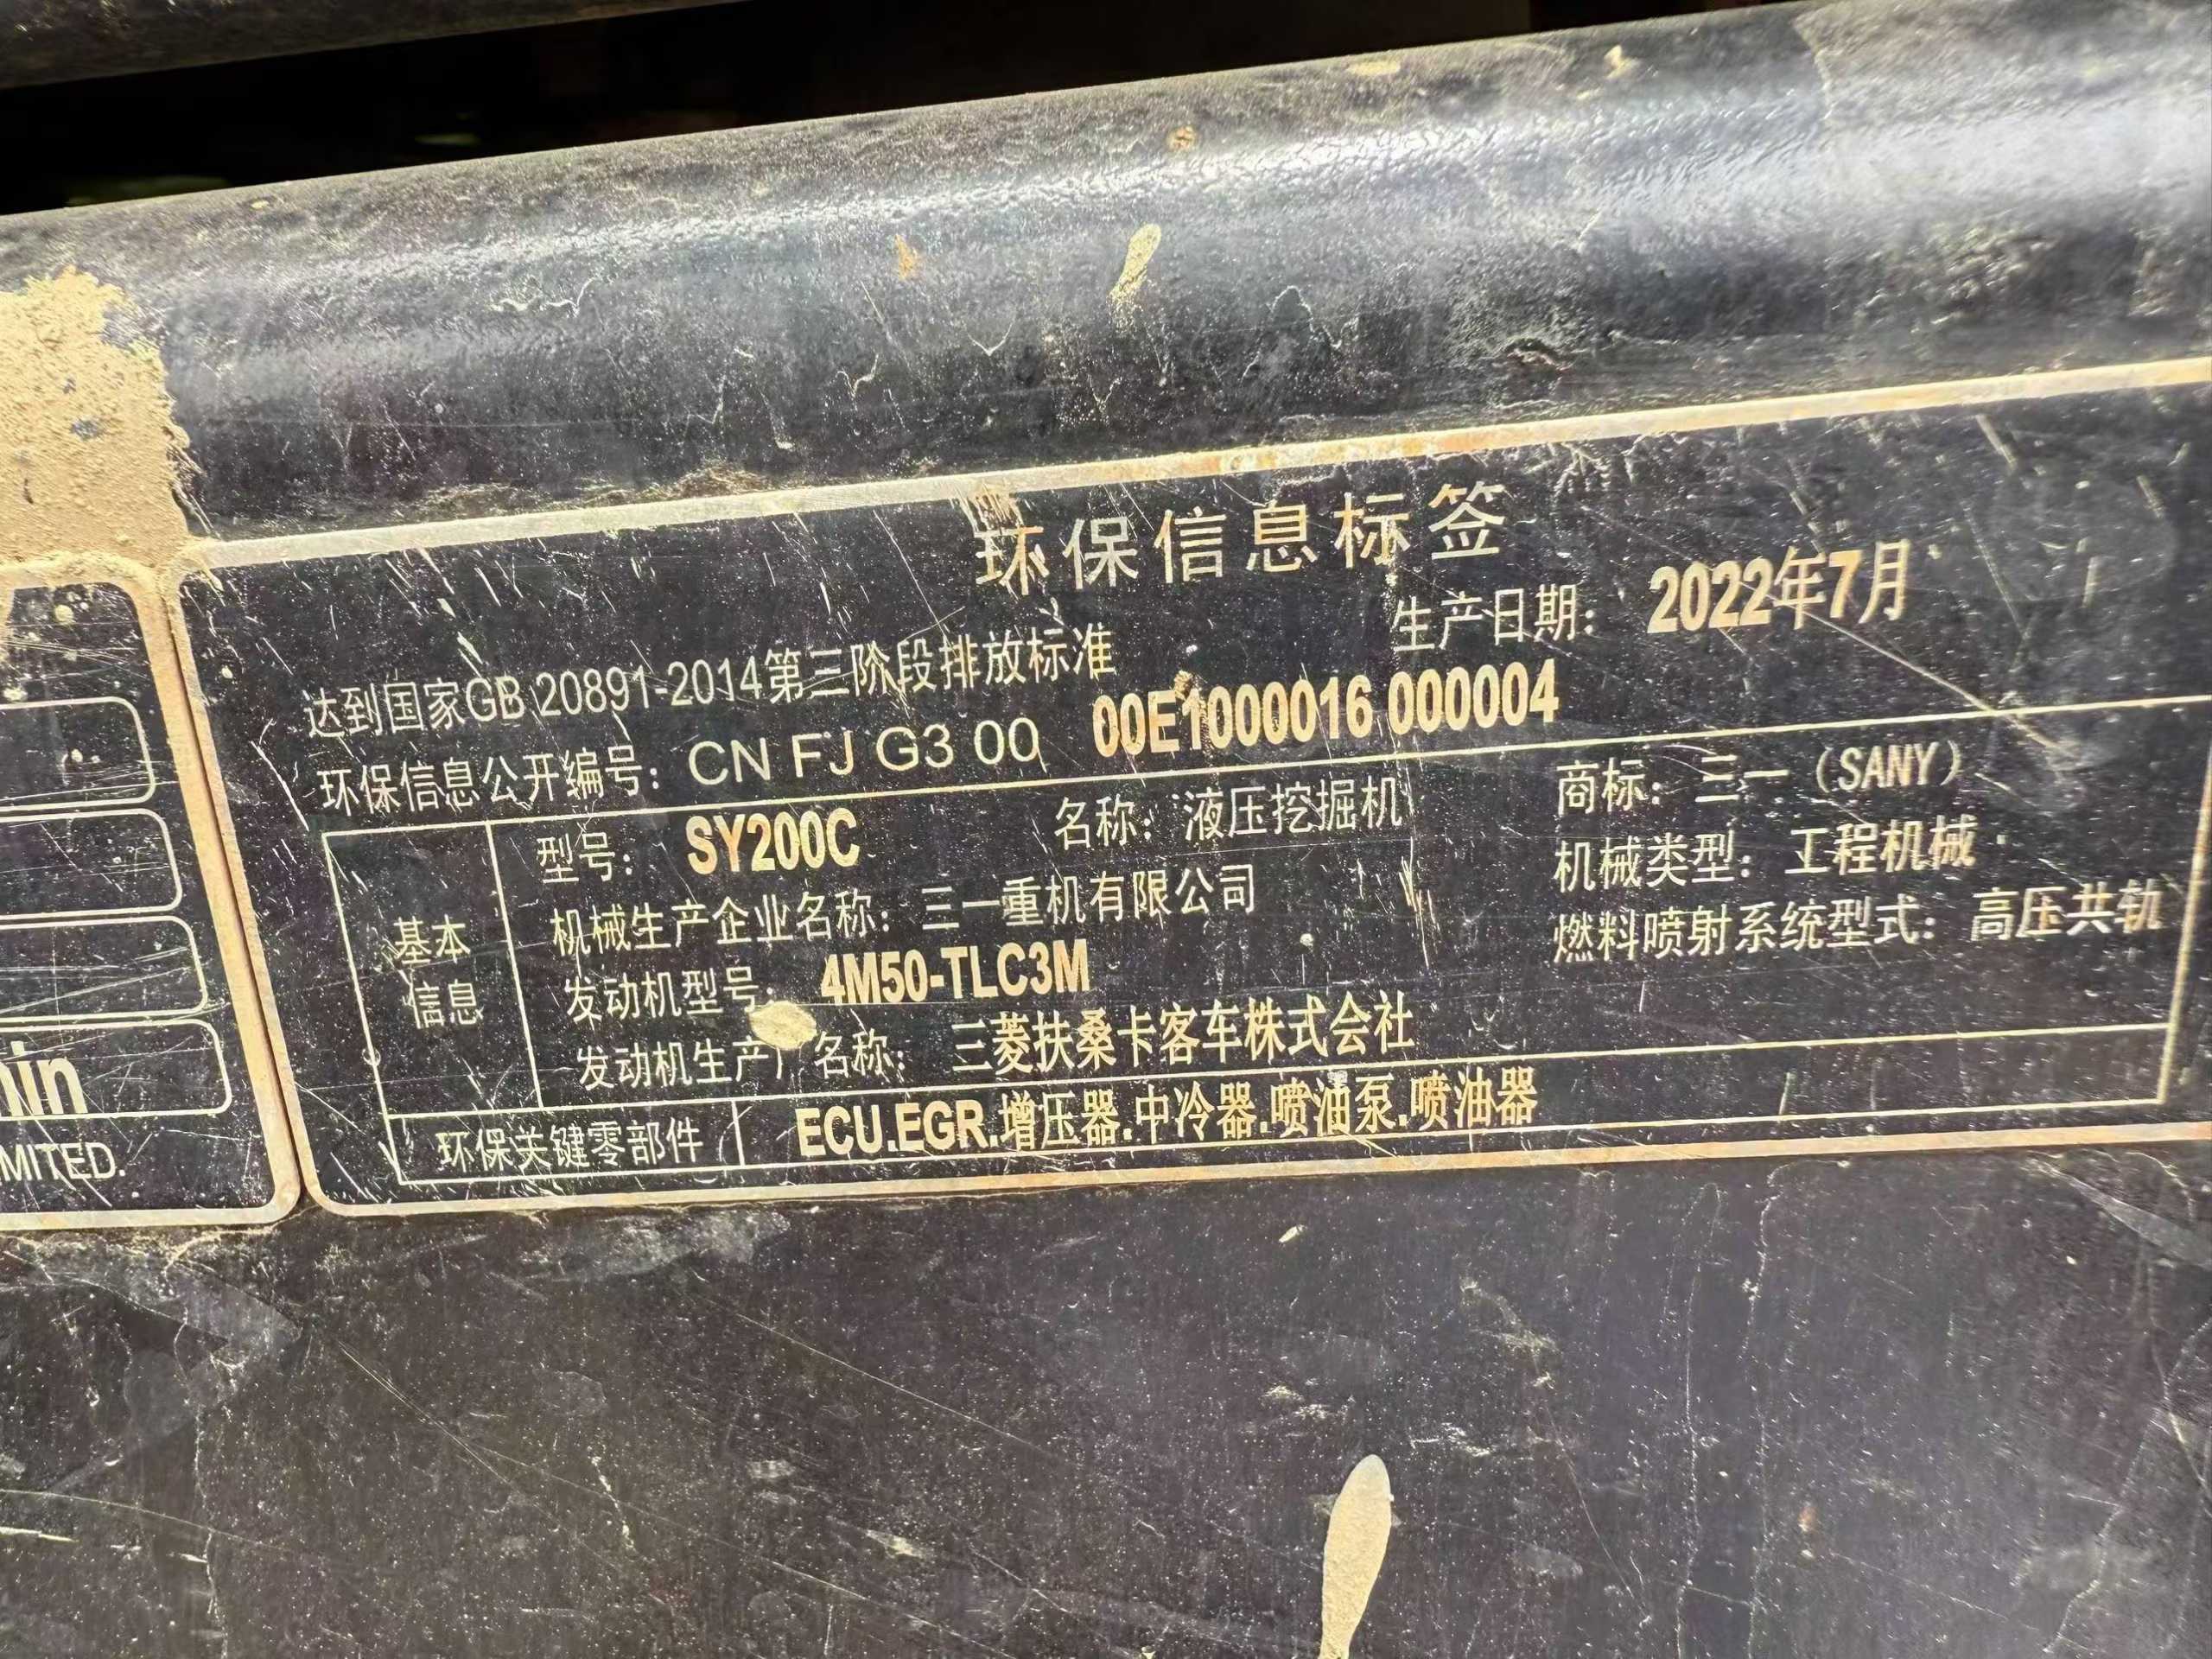 环保信息标签
生产日期： 2022年7月
达到国家GB 20891-2014第三阶段排放标准
环保信息公开编号：CN FJ G3 00 00E1000016 000004
基本信息
型号： SY200C 名称：液压挖掘机 商标：三一（SANY）
机械生产企业名称：三一重机有限公司 机械类型：工程机械
发动机型号： 4M50-TLC3M 燃料喷射系统型式：高压共轨
发动机生产厂名称： 三菱扶桑卡客车株式会社
环保关键零部件 ECU.EGR.增压器.中冷器.喷油泵.喷油器
MITED.